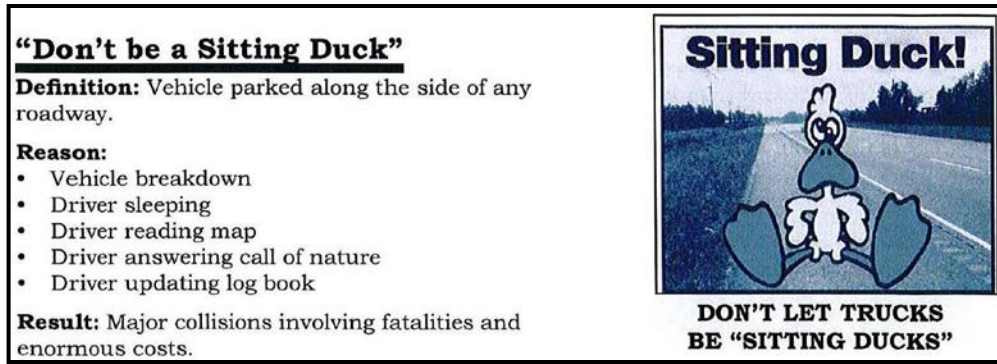 “Don’t be a Sitting Duck”
Definition: Vehicle parked along the side of any
roadway.
Reason:
• Vehicle breakdown
• Driver sleeping
• Driver reading map
• Driver answering call of nature
• Driver updating log book
Result: Major collisions involving fatalities and
enormous costs.
Sitting Duck!
DON’T LET TRUCKS
BE “SITTING DUCKS”